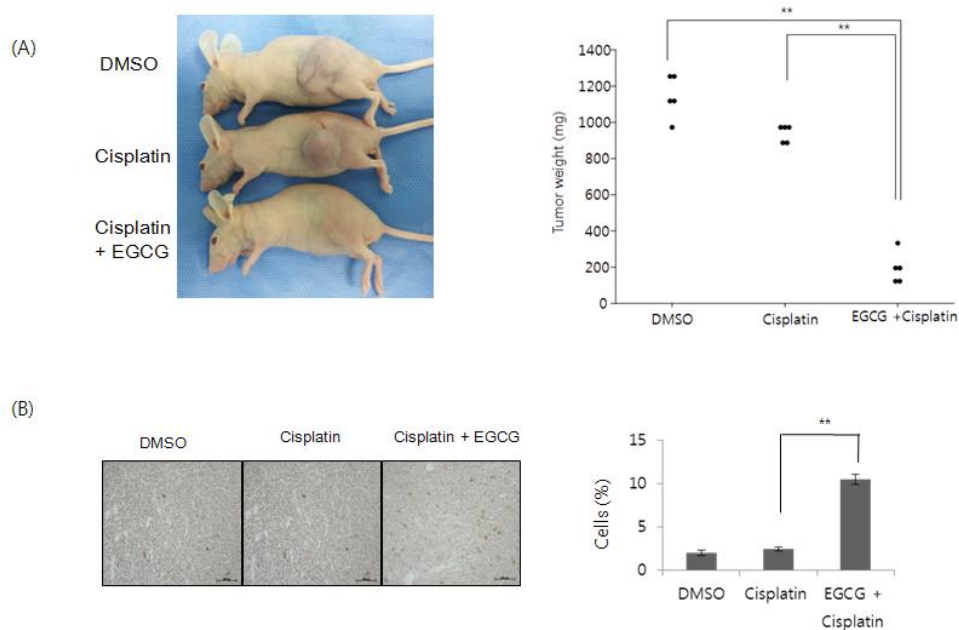 (A)
DMSO
Cisplatin
Cisplatin
+ EGCG
**
**
Tumor weight (mg)
1400
1200
1000
800
600
400
200
0
DMSO
Cisplatin
EGCG +Cisplatin
(B)
DMSO
Cisplatin
Cisplatin + EGCG
**
Cells (%)
15
10
5
0
DMSO
Cisplatin
EGCG +
Cisplatin